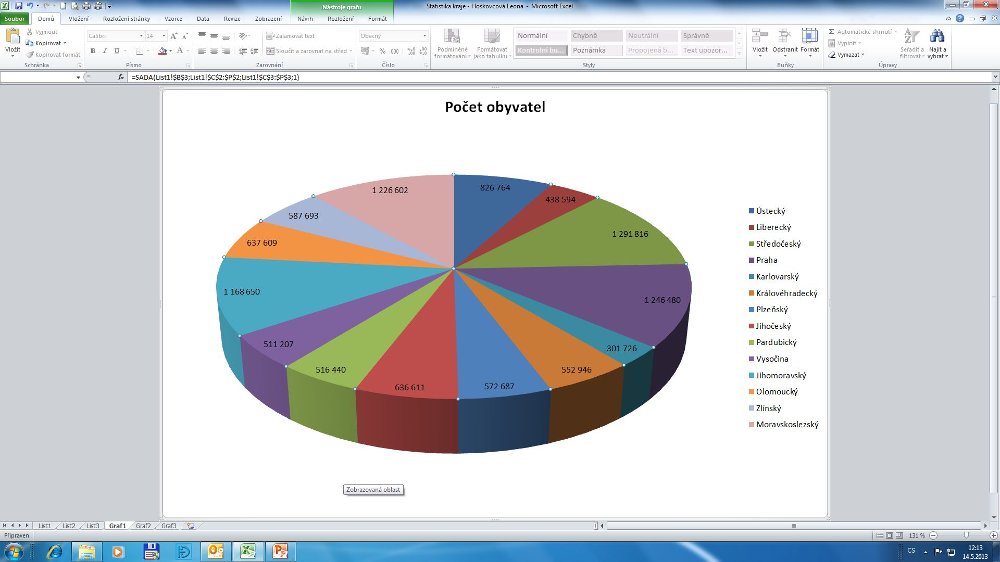 Nástroje grafu
Statistika kraje - Hoskovcová Leona - Microsoft Excel
Soubor
Domů
Vložení
Rozložení stránky
Vzorce
Data
Revize
Zobrazení
Návrh
Rozložení
Formát
Vložit
Vyjmout
Kopírovat
Kopírovat formát
Schránka
Calibri
14
B I U
Písmo
Zalamovat text
Sloučit a zarovnat na střed
Zarovnání
Obecný
% 000
Číslo
Podmíněné
formátování
Formátovat
jako tabulku
Normální
Chybně
Neutrální
Správně
Kontrolní bu...
Poznámka
Propojená b...
Text upozor...
Styly
Vložit
Odstranit
Formát
Buňky
Automatické shrnutí
Vyplnit
Vymazat
Seřadit a
filtrovat
Najít a
vybrat
Úpravy
fx
=SADA(List1!$B$3;List1!$C$2:$P$2;List1!$C$3:$P$3;1)
Počet obyvatel
826 764
438 594
1 291 816
1 246 480
301 726
552 946
572 687
636 611
516 440
511 207
1 168 650
637 609
587 693
1 226 602
Ústecký
Liberecký
Středočeský
Praha
Karlovarský
Královéhradecký
Plzeňský
Jihočeský
Pardubický
Vysočina
Jihomoravský
Olomoucký
Zlínský
Moravskoslezský
Zobrazovaná oblast
List1
List2
List3
Graf1
Graf2
Graf3
Připraven
131 %
CS
12:13
14.5.2013